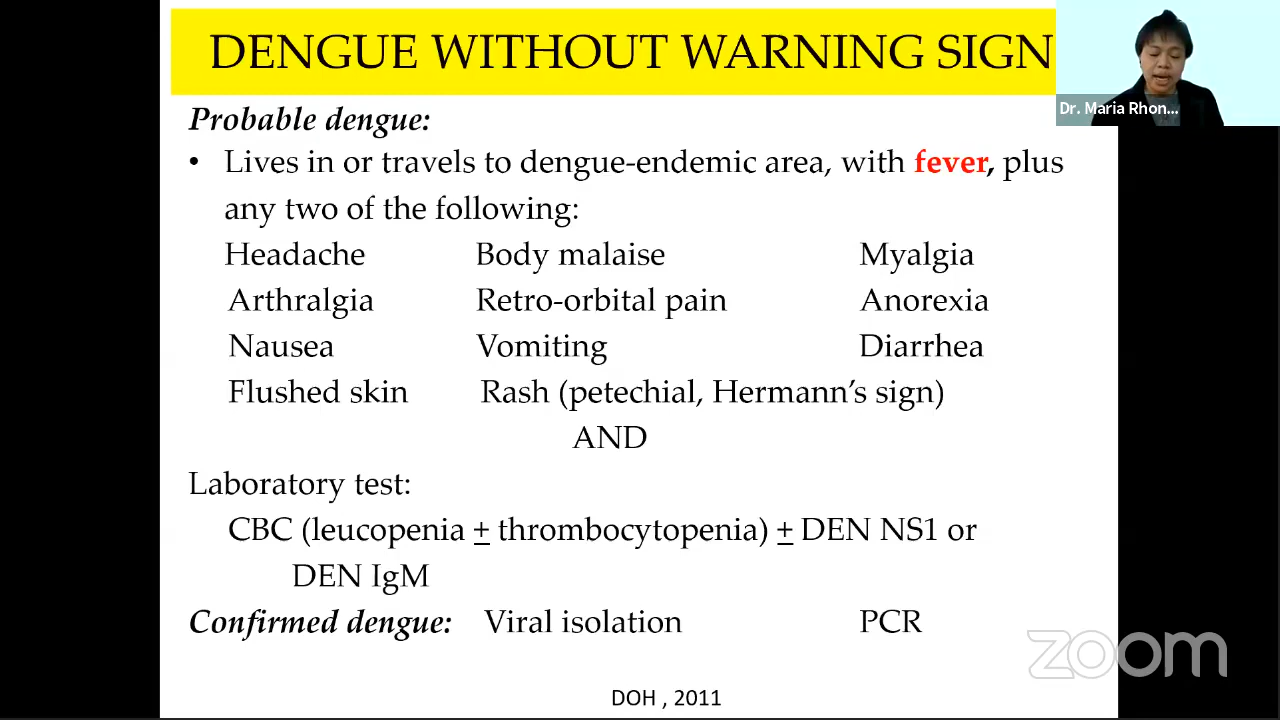 DENGUE WITHOUT WARNING SIGN
Dr. Maria Rhon...
Probable dengue:
• Lives in or travels to dengue-endemic area, with fever, plus
any two of the following:
Headache Body malaise Myalgia
Arthralgia Retro-orbital pain Anorexia
Nausea Vomiting Diarrhea
Flushed skin Rash (petechial, Hermann's sign)
AND
Laboratory test:
CBC (leucopenia ± thrombocytopenia) ± DEN NS1 or
DEN IgM
Confirmed dengue: Viral isolation PCR
zoom
DOH , 2011